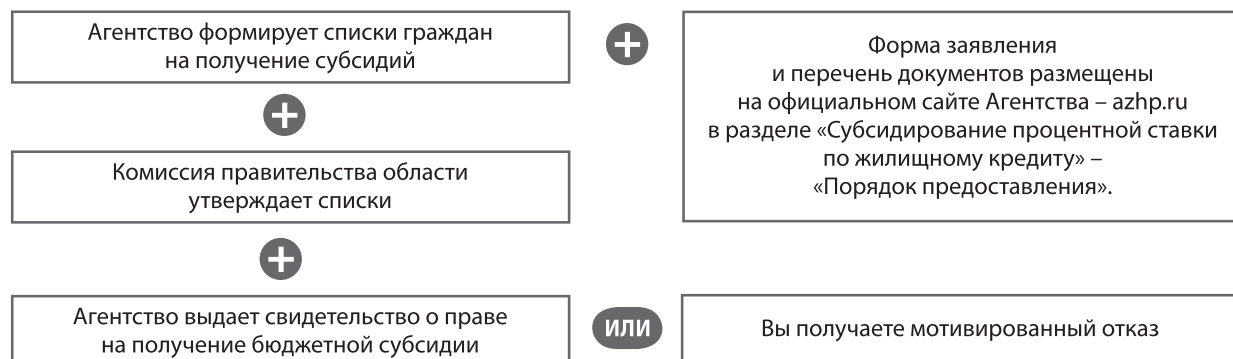 Агентство формирует списки граждан
на получение субсидий
Форма заявления
и перечень документов размещены
на официальном сайте Агентства – azhp.ru
в разделе «Субсидирование процентной ставки
по жилищному кредиту» –
«Порядок предоставления».
Комиссия правительства области
утверждает списки
Агентство выдает свидетельство о праве
на получение бюджетной субсидии
ИЛИ
Вы получаете мотивированный отказ